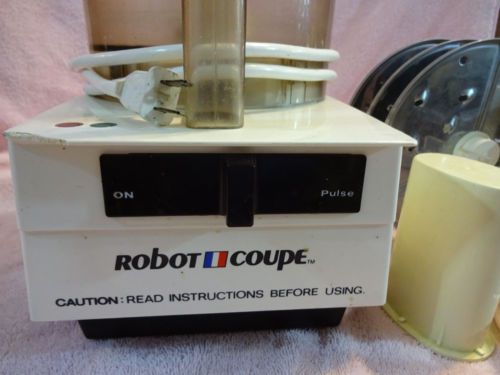 ON Pulse
ROBOT COUPE™
CAUTION: READ INSTRUCTIONS BEFORE USING.